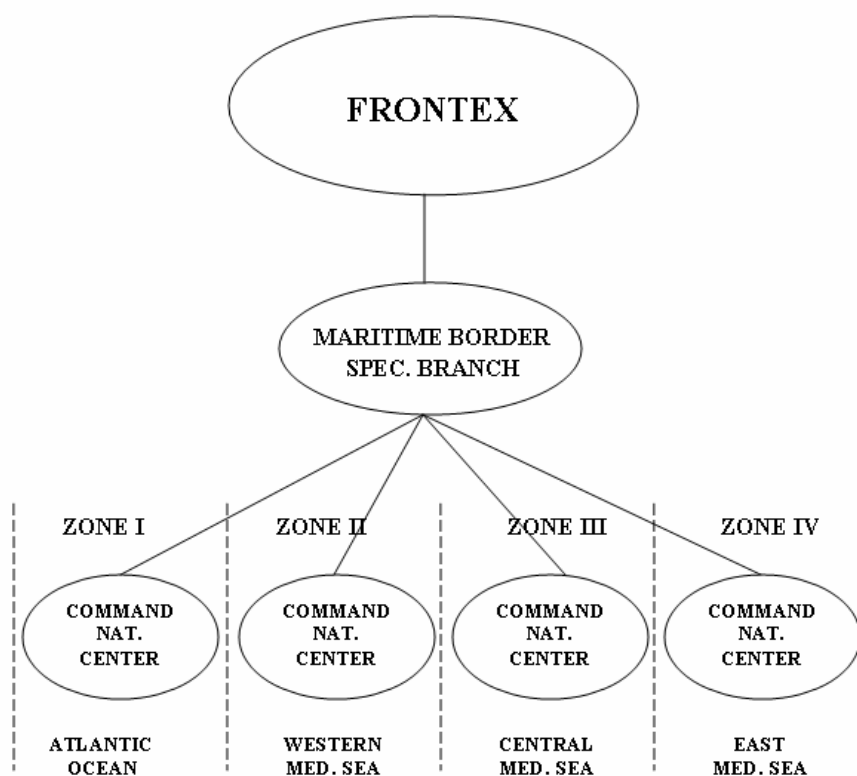 FRONTEX
MARITIME BORDER
SPEC. BRANCH
ZONE I
ZONE II
ZONE III
ZONE IV
COMMAND
NAT.
CENTER
COMMAND
NAT.
CENTER
COMMAND
NAT.
CENTER
COMMAND
NAT.
CENTER
ATLANTIC
OCEAN
WESTERN
MED. SEA
CENTRAL
MED. SEA
EAST
MED. SEA